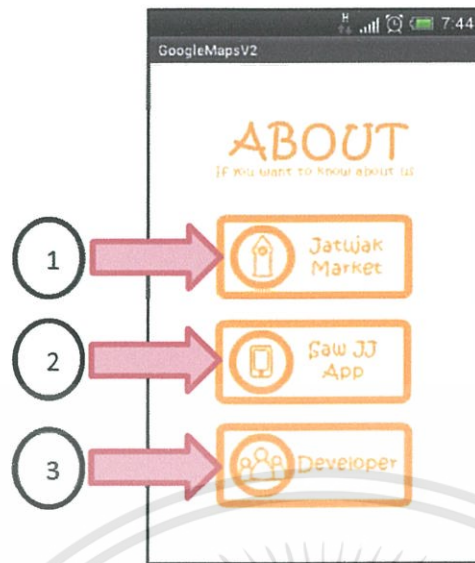 H
7:44
GoogleMapsV2
ABOUT
If you want to know about us
1
Jatujak
Market
2
Saw JJ
App
3
Developer